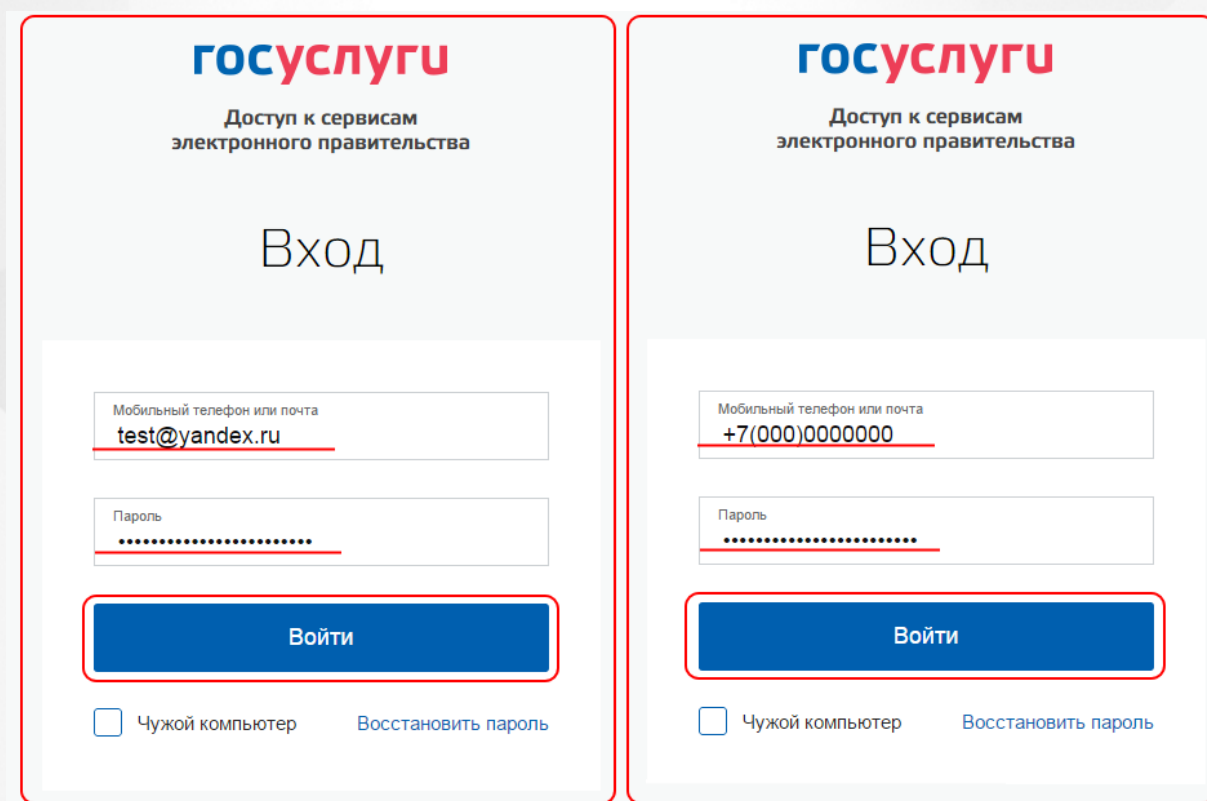 госуслуги
Доступ к сервисам
электронного правительства
Вход
Мобильный телефон или почта
test@yandex.ru
Пароль
••••••••••••••••••••••••
Войти
Чужой компьютер Восстановить пароль
госуслуги
Доступ к сервисам
электронного правительства
Вход
Мобильный телефон или почта
+7(000)0000000
Пароль
••••••••••••••••••••••••
Войти
Чужой компьютер Восстановить пароль